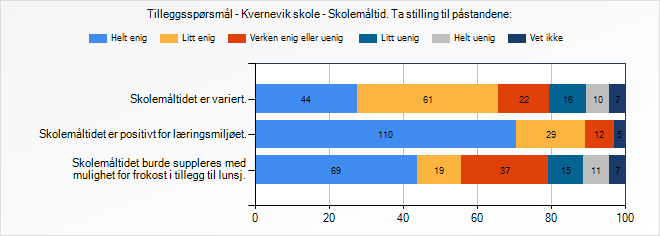 Tilleggsspørsmål - Kvernevik skole - Skolemåltid. Ta stilling til påstandene:
Helt enig Litt enig Verken enig eller uenig Litt uenig Helt uenig Vet ikke
Skolemåltidet er variert. 44 61 22 16 10 7
Skolemåltidet er positivt for læringsmiljøet. 110 29 12 5
Skolemåltidet burde suppleres med
mulighet for frokost i tillegg til lunsj. 69 19 37 15 11 7
0 20 40 60 80 100